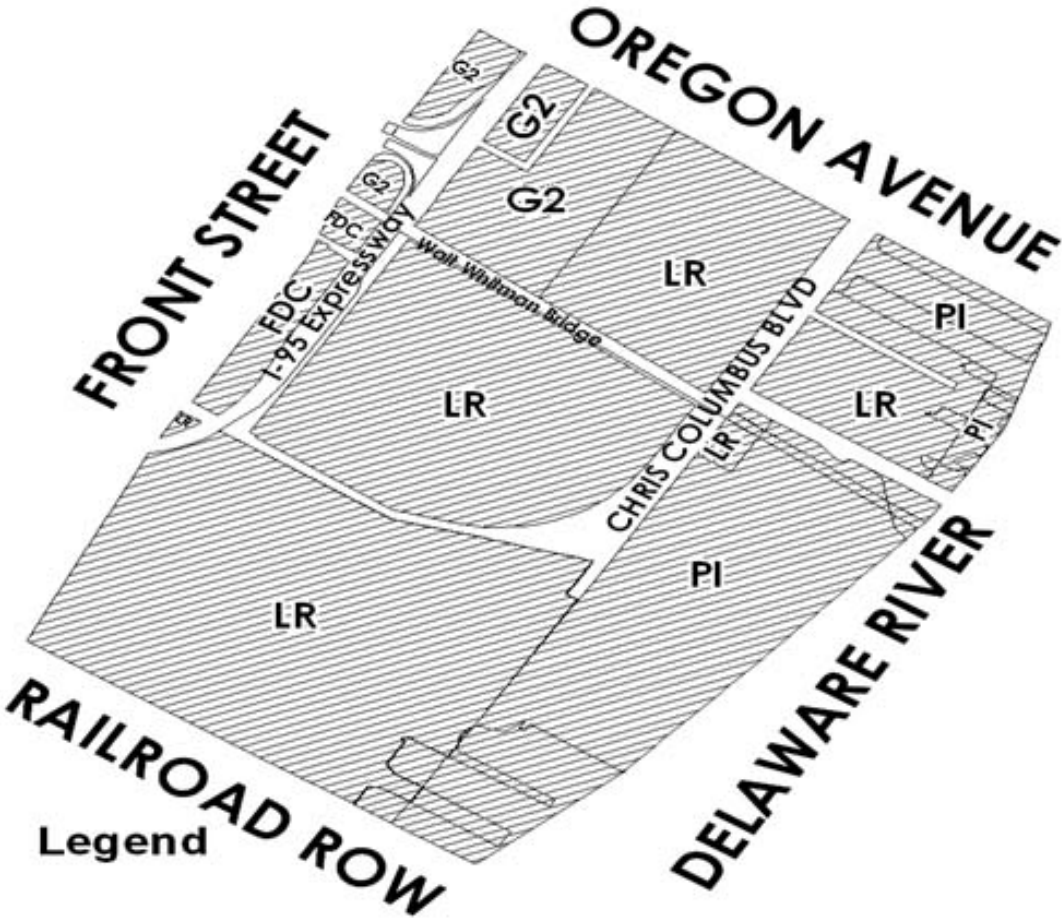 OREGON AVENUE
G2
G2
G2
G2
FRONT STREET
FDC
FDC
I-95 Expressway
Walt Whitman Bridge
LR
PI
CHRIS COLUMBUS BLVD
LR
LR
PI
LR
LR
PI
LR
DELAWARE RIVER
RAILROAD ROW
Legend